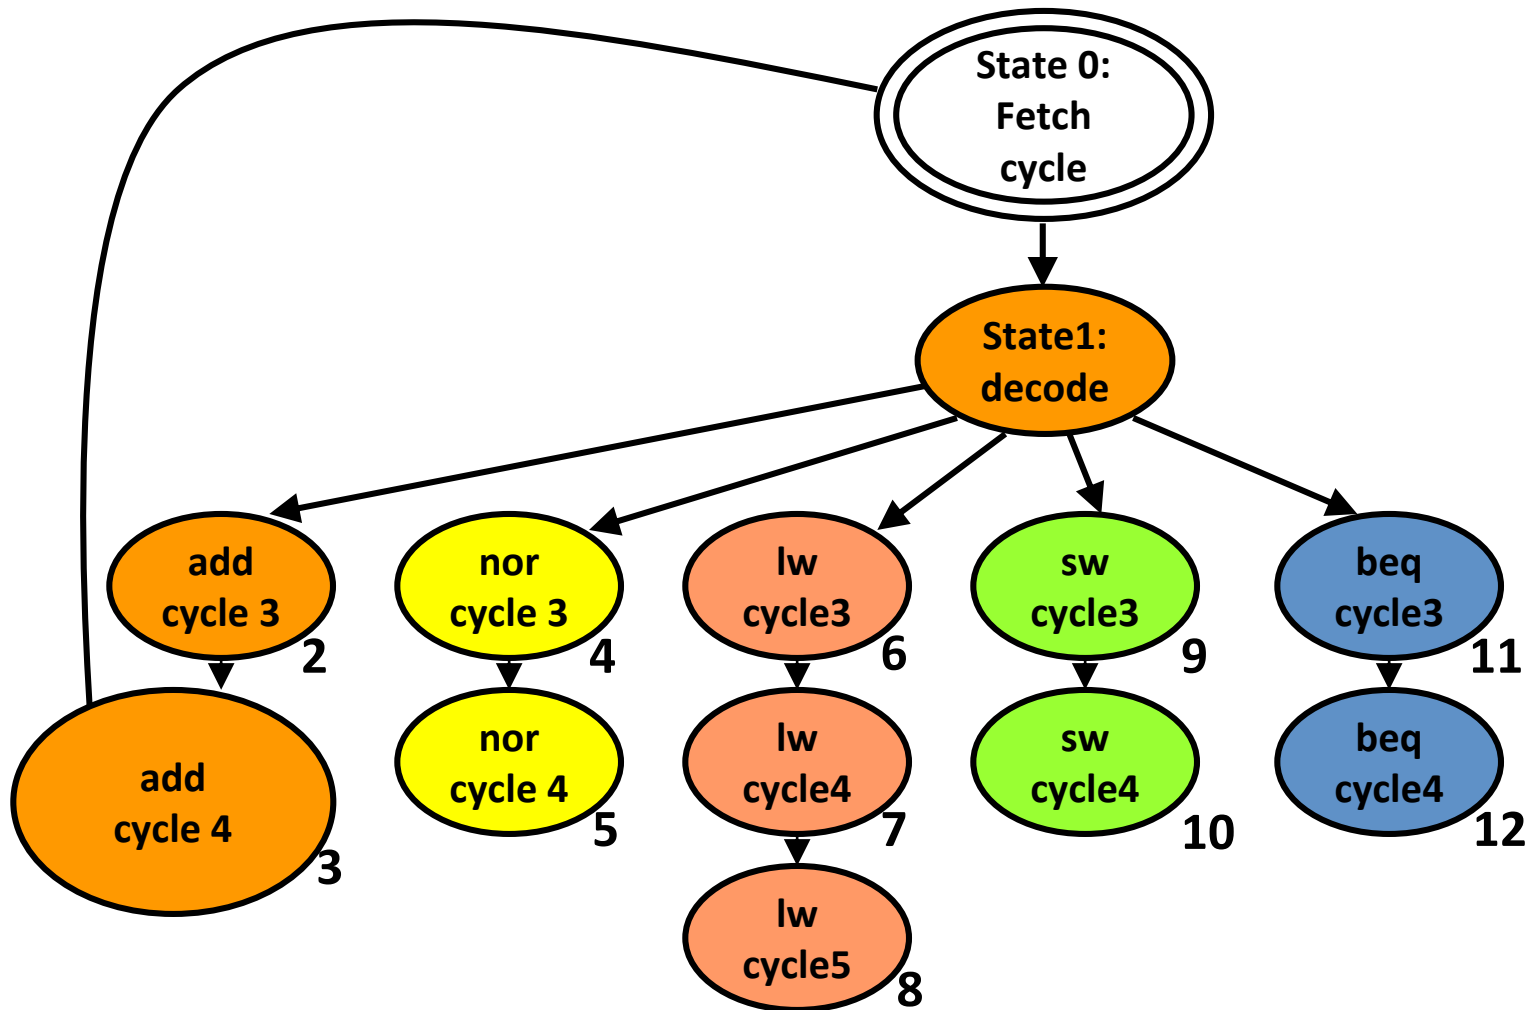 State 0:
Fetch
cycle
State1:
decode
add
cycle 3
2
nor
cycle 3
4
lw
cycle3
6
sw
cycle3
9
beq
cycle3
11
add
cycle 4
3
nor
cycle 4
5
lw
cycle4
7
sw
cycle4
10
beq
cycle4
12
lw
cycle5
8